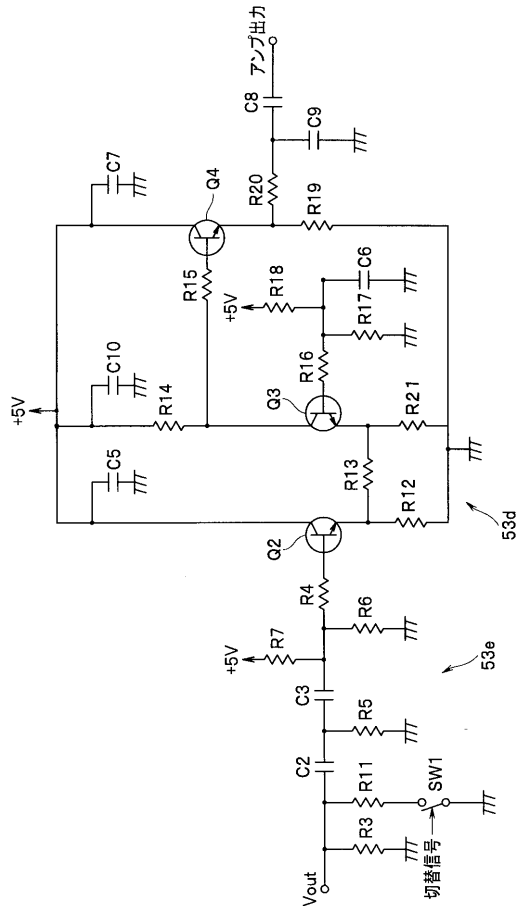 +5V
C5
C10
C7
R14
R15
Q4
R20
C8
アンプ出力
C9
R19
+5V
R18
C6
R17
R16
Q3
R21
R13
R12
Q2
R4
+5V
R7
R6
C3
R5
C2
R11
SW1
切替信号
R3
Vout
53e
53d